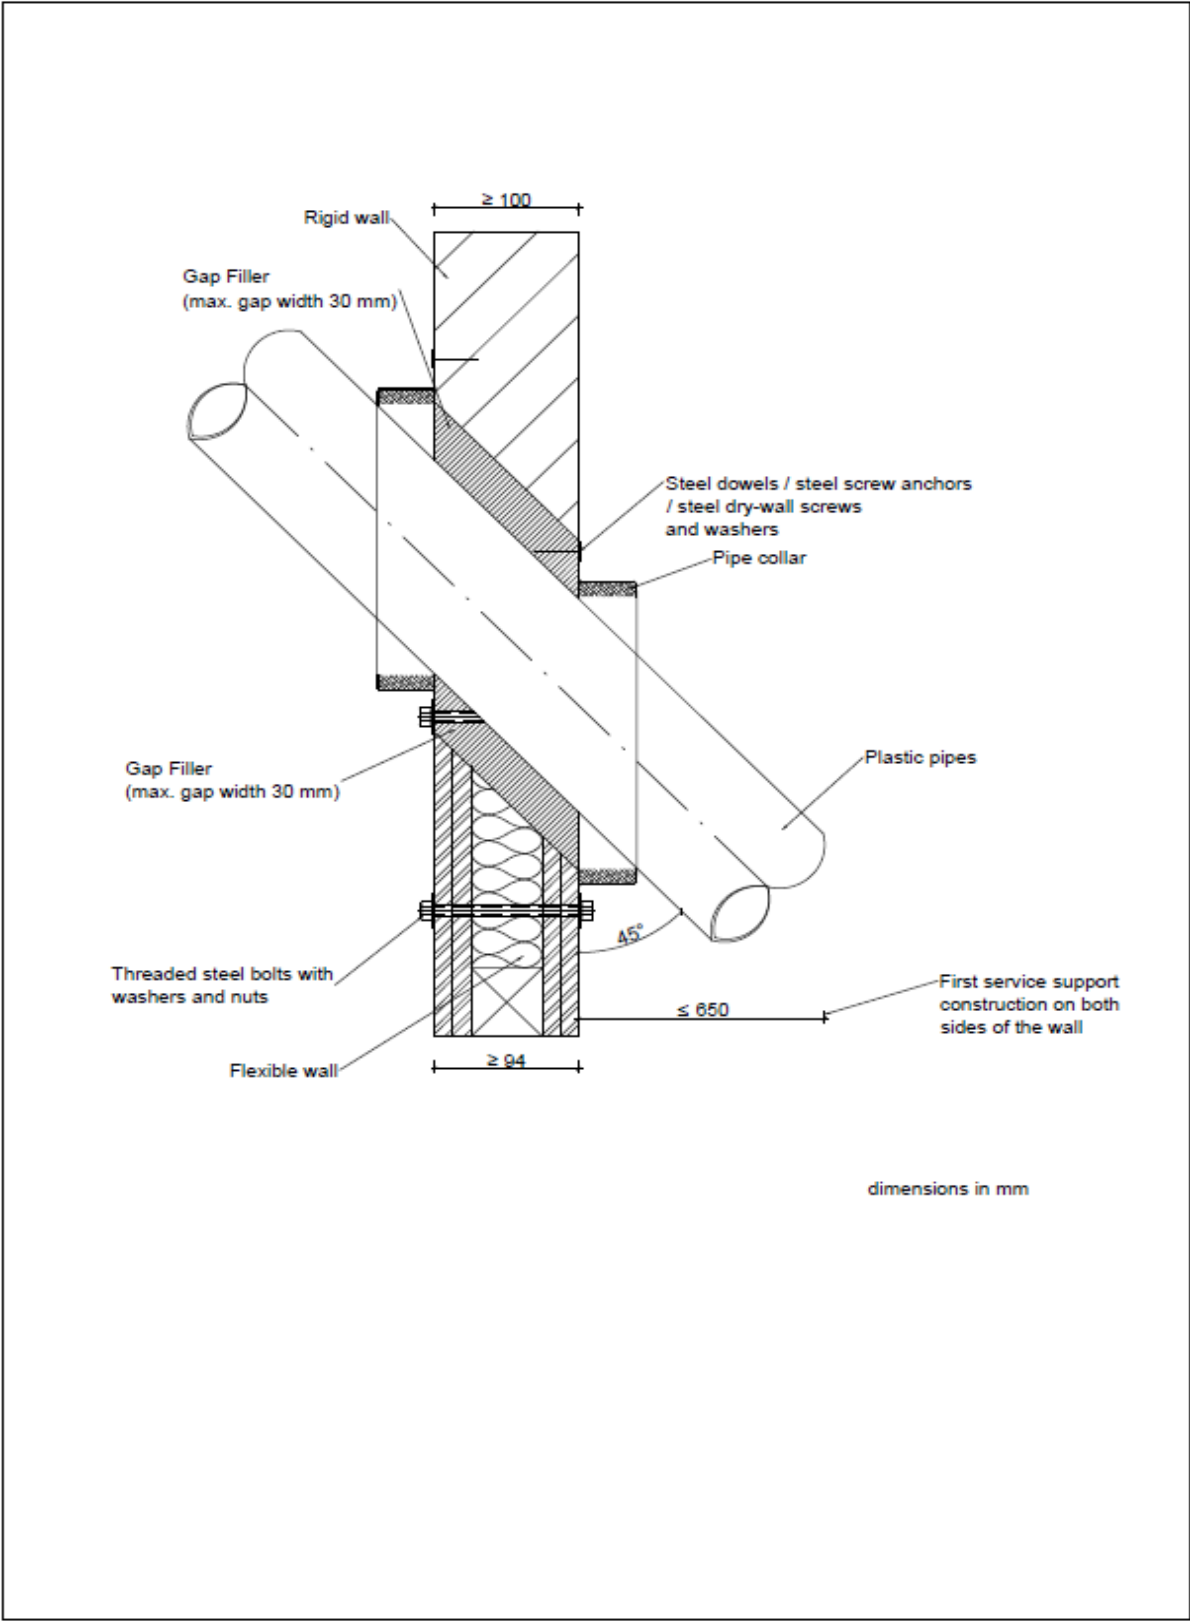 ≥ 100
Rigid wall
Gap Filler
(max. gap width 30 mm)
Steel dowels / steel screw anchors
/ steel dry-wall screws
and washers
Pipe collar
Plastic pipes
Gap Filler
(max. gap width 30 mm)
45°
Threaded steel bolts with
washers and nuts
First service support
construction on both
sides of the wall
≤ 650
≥ 94
Flexible wall
dimensions in mm